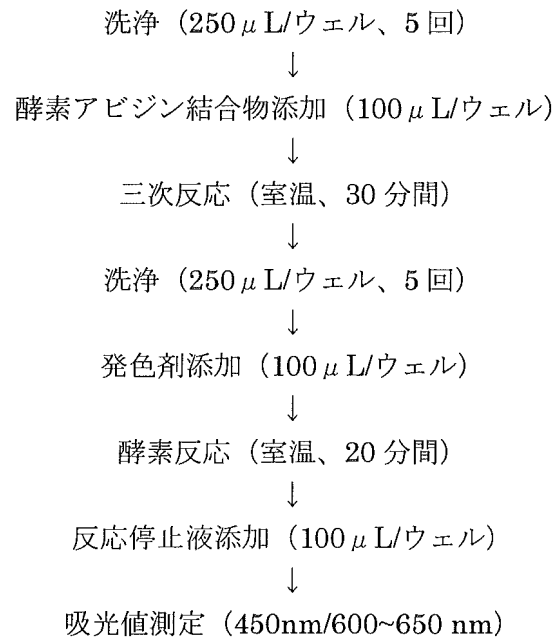 洗浄（250μL/ウェル、5回）
↓
酵素アビジン結合物添加（100μL/ウェル）
↓
三次反応（室温、30分間）
↓
洗浄（250μL/ウェル、5回）
↓
発色剤添加（100μL/ウェル）
↓
酵素反応（室温、20分間）
↓
反応停止液添加（100μL/ウェル）
↓
吸光値測定（450nm/600~650 nm）